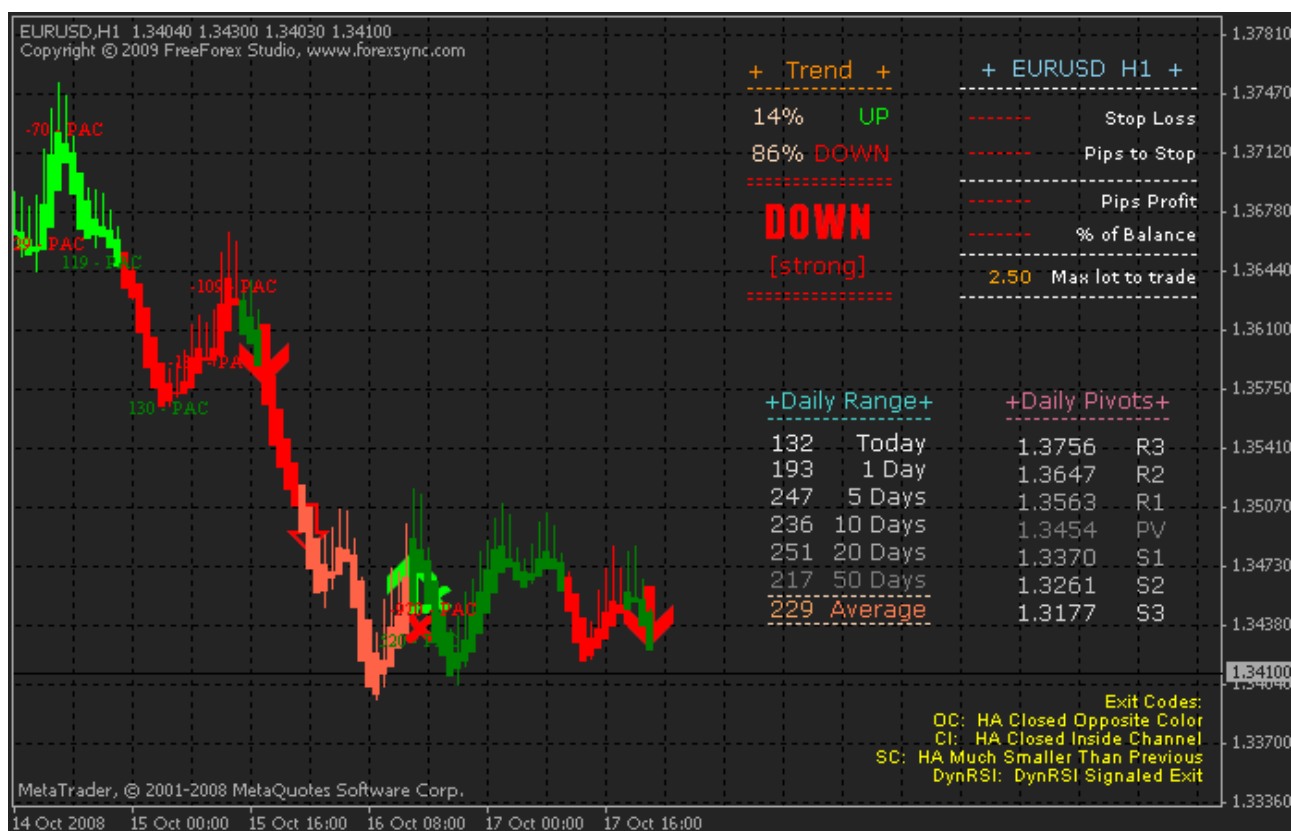 EURUSD,H1 1.34040 1.34300 1.34030 1.34100
Copyright © 2009 FreeForex Studio, www.forexsync.com
+ Trend +
14% UP
86% DOWN
DOWN
[strong]
+ EURUSD H1 +
------- Stop Loss
------- Pips to Stop
------- Pips Profit
------- % of Balance
2.50 Max lot to trade
-70 - PAC
- PAC
119 - PAC
-109 - PAC
130 - PAC
+Daily Range+
132 Today
193 1 Day
247 5 Days
236 10 Days
251 20 Days
217 50 Days
229 Average
+Daily Pivots+
1.3756 R3
1.3647 R2
1.3563 R1
1.3454 PV
1.3370 S1
1.3261 S2
1.3177 S3
PAC
Exit Codes:
OC: HA Closed Opposite Color
CI: HA Closed Inside Channel
SC: HA Much Smaller Than Previous
DynRSI: DynRSI Signaled Exit
MetaTrader, © 2001-2008 MetaQuotes Software Corp.
1.37810
1.37470
1.37120
1.36780
1.36440
1.36100
1.35750
1.35410
1.35070
1.34730
1.34380
1.34100
1.34040
1.33700
1.33360
14 Oct 2008 15 Oct 00:00 15 Oct 16:00 16 Oct 08:00 17 Oct 00:00 17 Oct 16:00